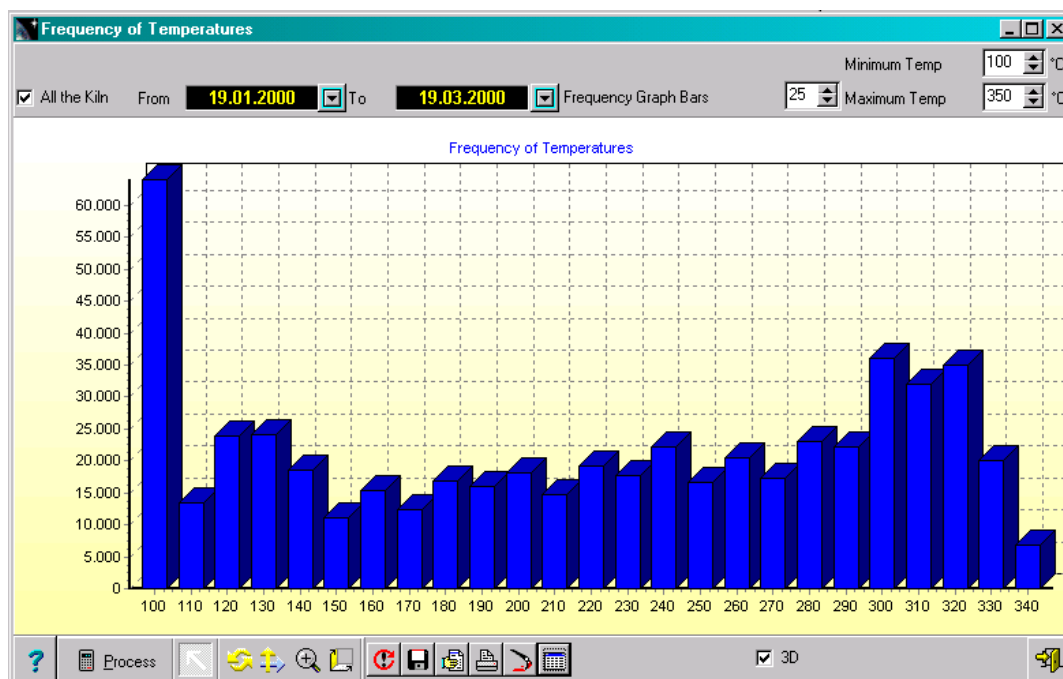 Frequency of Temperatures
Minimum Temp 100 °C
All the Kiln From 19.01.2000 To 19.03.2000 Frequency Graph Bars 25 Maximum Temp 350 °C
Frequency of Temperatures
60.000
55.000
50.000
45.000
40.000
35.000
30.000
25.000
20.000
15.000
10.000
5.000
0
100 110 120 130 140 150 160 170 180 190 200 210 220 230 240 250 260 270 280 290 300 310 320 330 340
? Process 3D